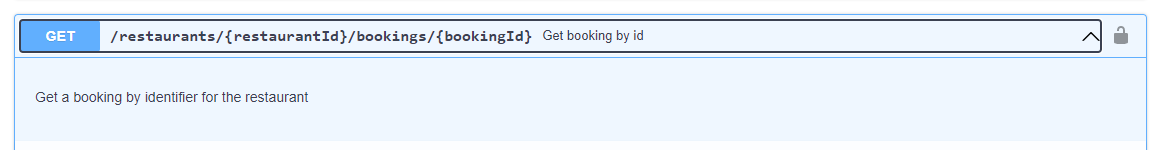 GET /restaurants/{restaurantId}/bookings/{bookingId} Get booking by id
Get a booking by identifier for the restaurant